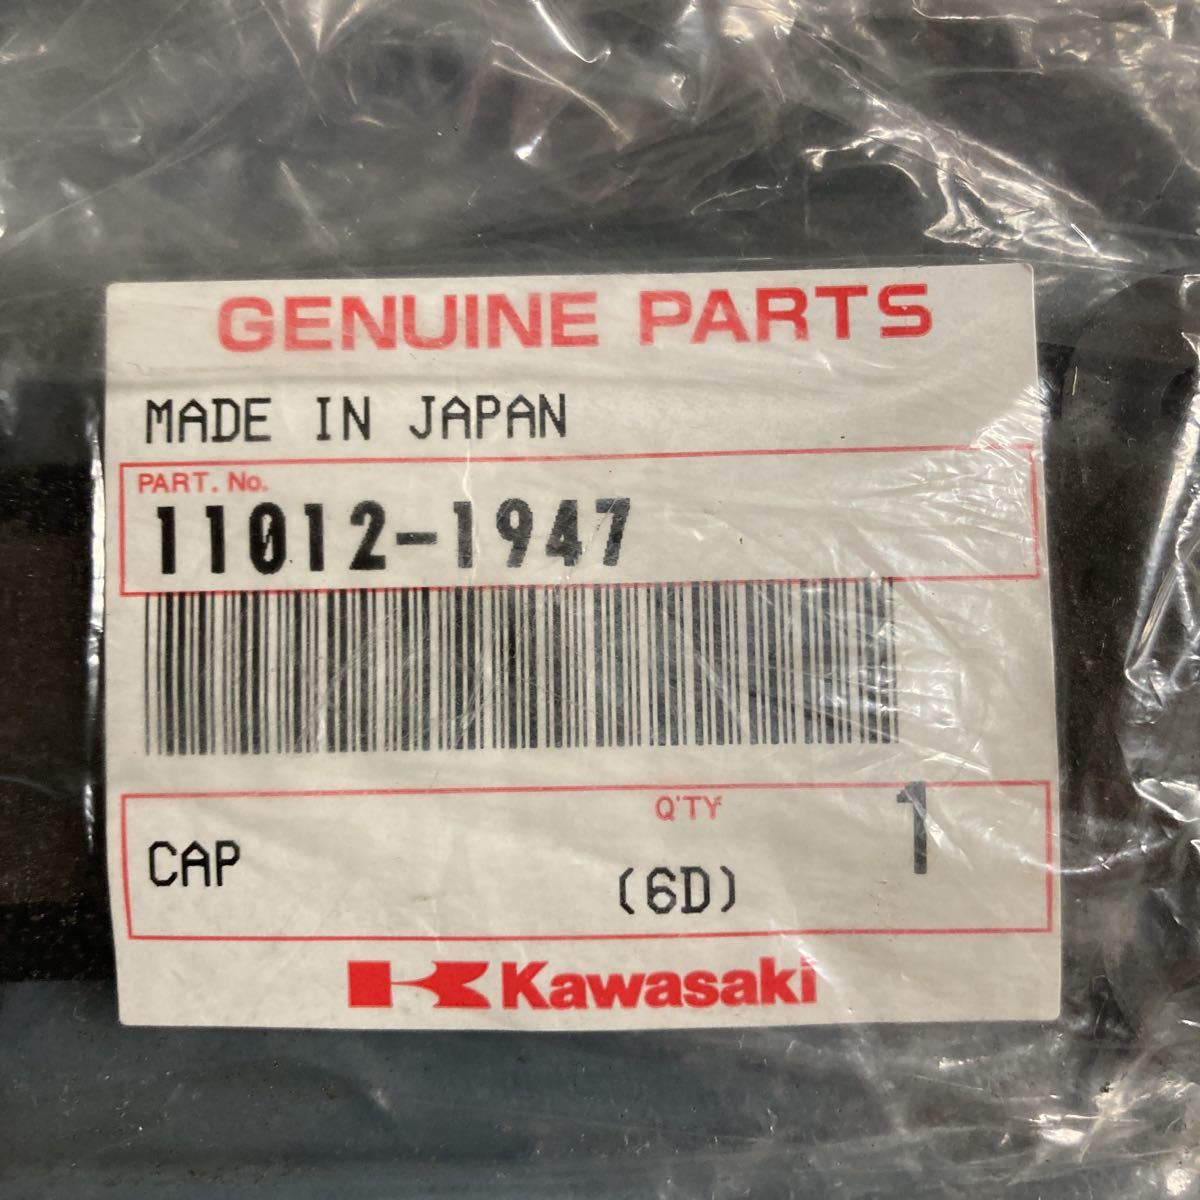 GENUINE PARTS
MADE IN JAPAN
PART. No.
11012-1947
Q'TY 1
CAP (6D)
Kawasaki